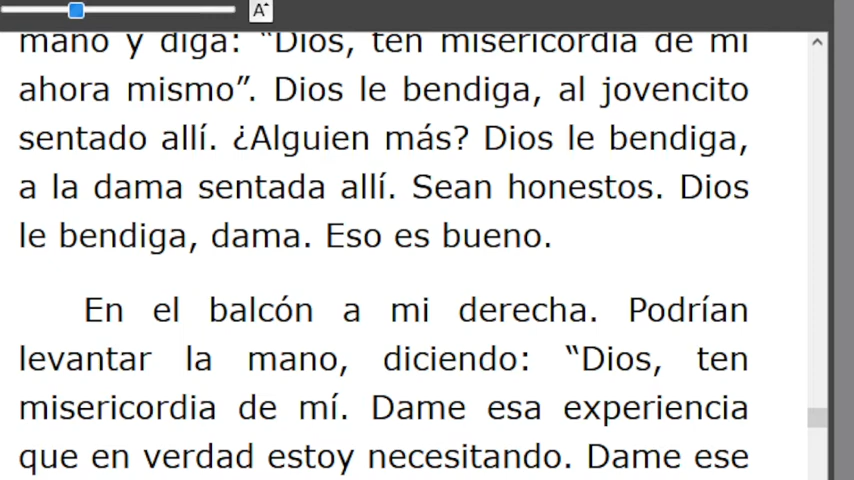 A
mano y diga: “Dios, ten misericordia de mí
ahora mismo”. Dios le bendiga, al jovencito
sentado allí. ¿Alguien más? Dios le bendiga,
a la dama sentada allí. Sean honestos. Dios
le bendiga, dama. Eso es bueno.
En el balcón a mi derecha. Podrían
levantar la mano, diciendo: “Dios, ten
misericordia de mí. Dame esa experiencia
que en verdad estoy necesitando. Dame ese